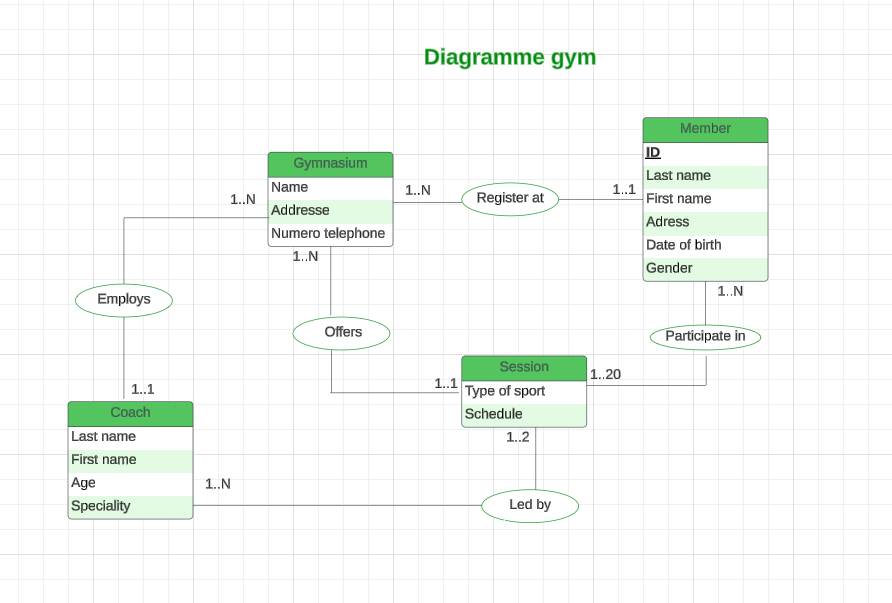 Diagramme gym
Member
ID
Last name
First name
Adress
Date of birth
Gender
Gymnasium
Name
Addresse
Numero telephone
1..N
1..N
Register at
1..1
1..N
1..N
Employs
Offers
Participate in
1..1
1..1
1..20
Session
Type of sport
Schedule
Coach
Last name
First name
Age
Speciality
1..2
1..N
Led by